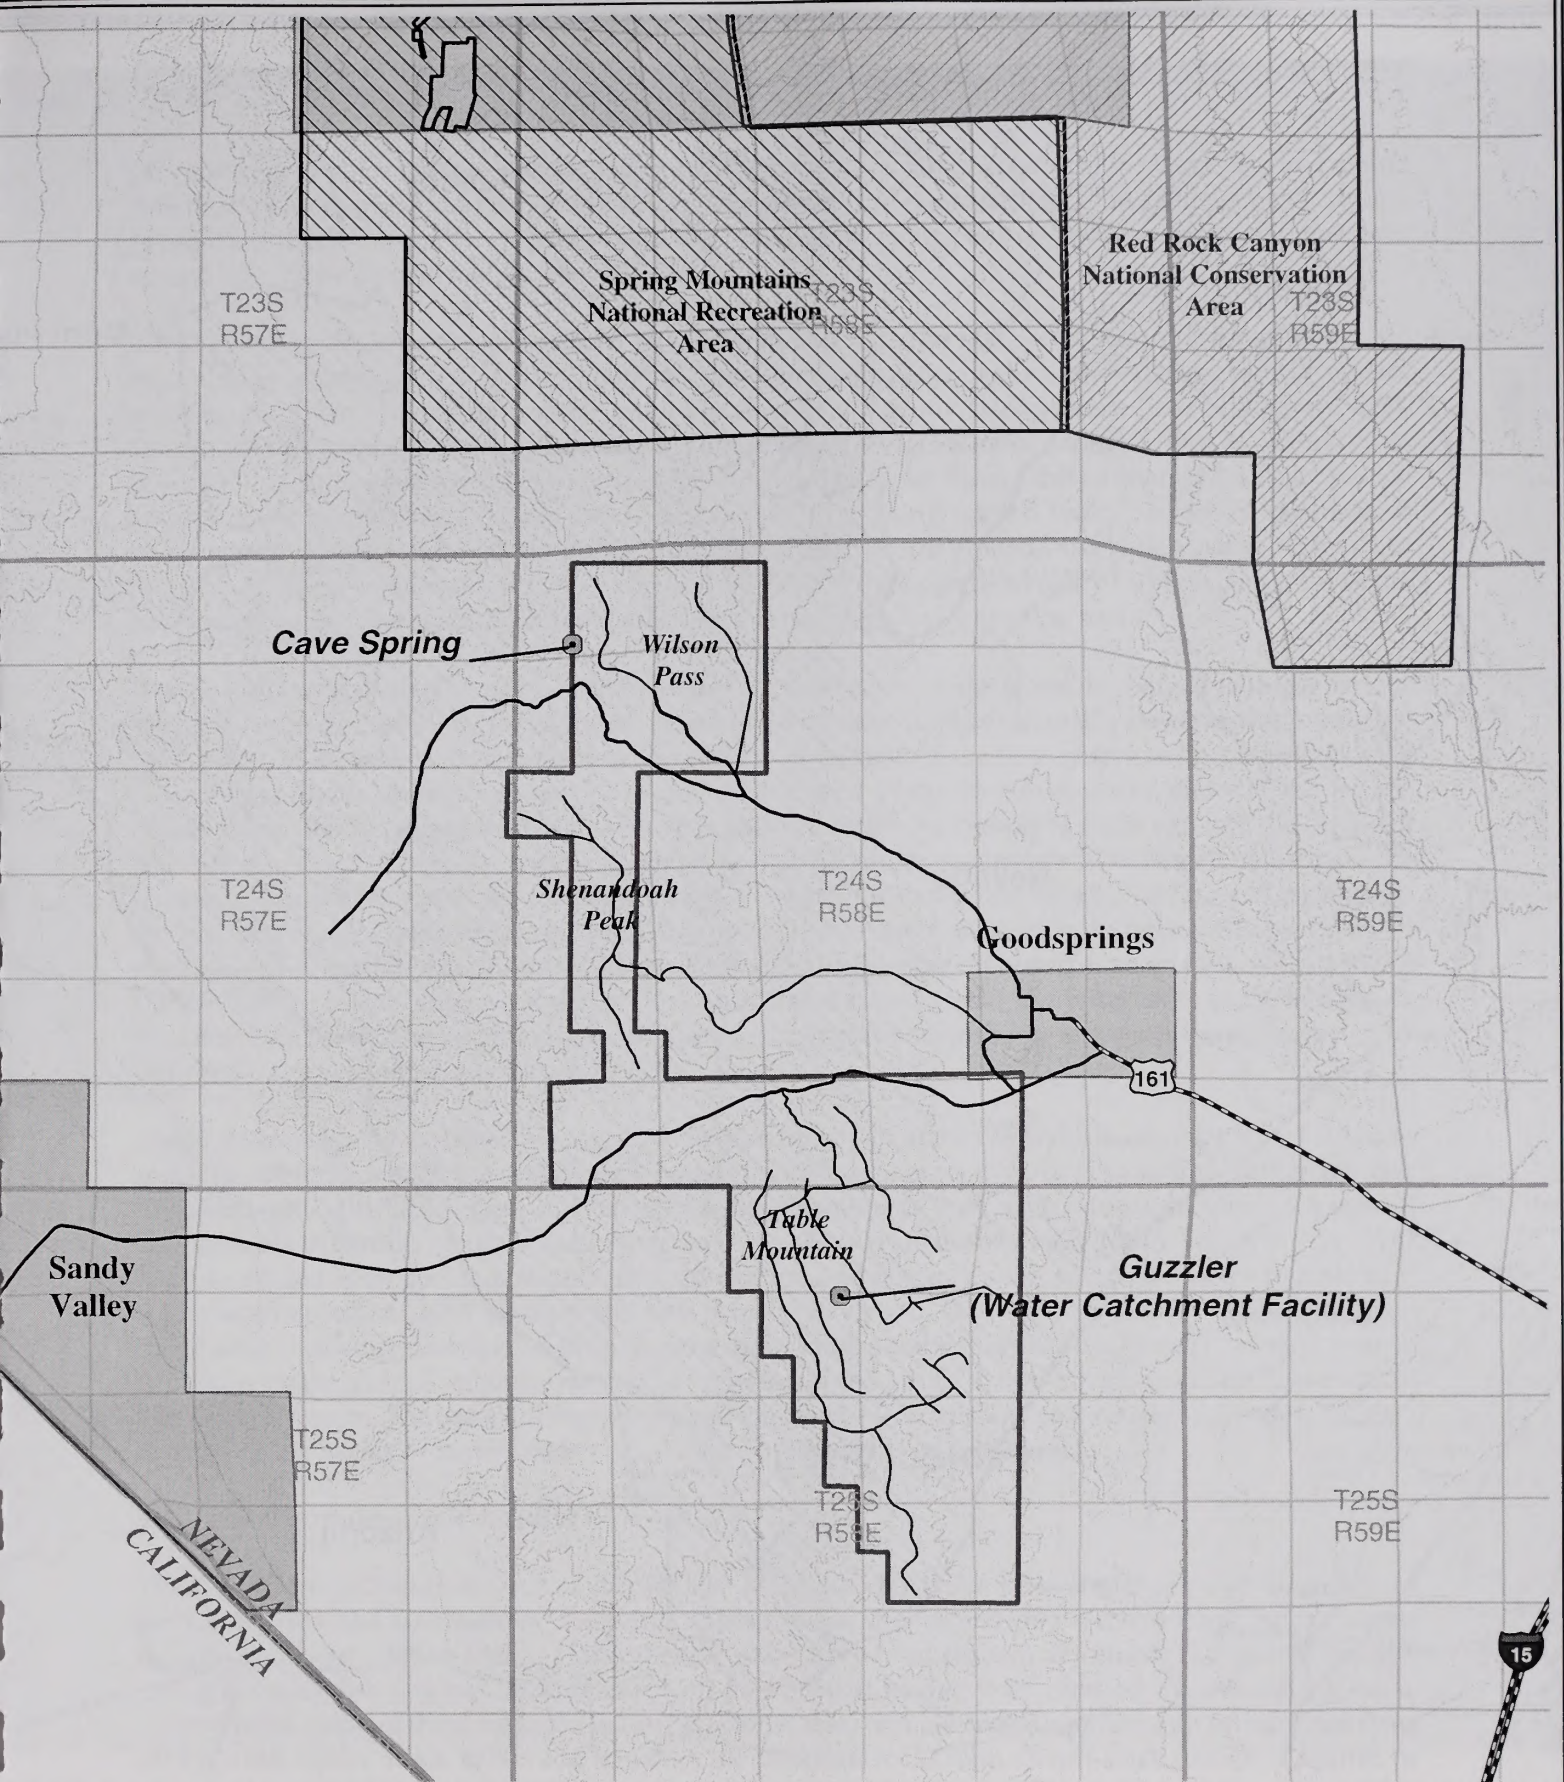 Red Rock Canyon
National Conservation
Area
Spring Mountains
National Recreation
Area
T23S
R57E
T23S
R58E
T23S
R59E
Cave Spring
Wilson
Pass
Shenandoah
Peak
T24S
R57E
T24S
R58E
T24S
R59E
Goodsprings
161
Table
Mountain
Sandy
Valley
Guzzler
(Water Catchment Facility)
T25S
R57E
T25S
R58E
T25S
R59E
NEVADA
CALIFORNIA
15